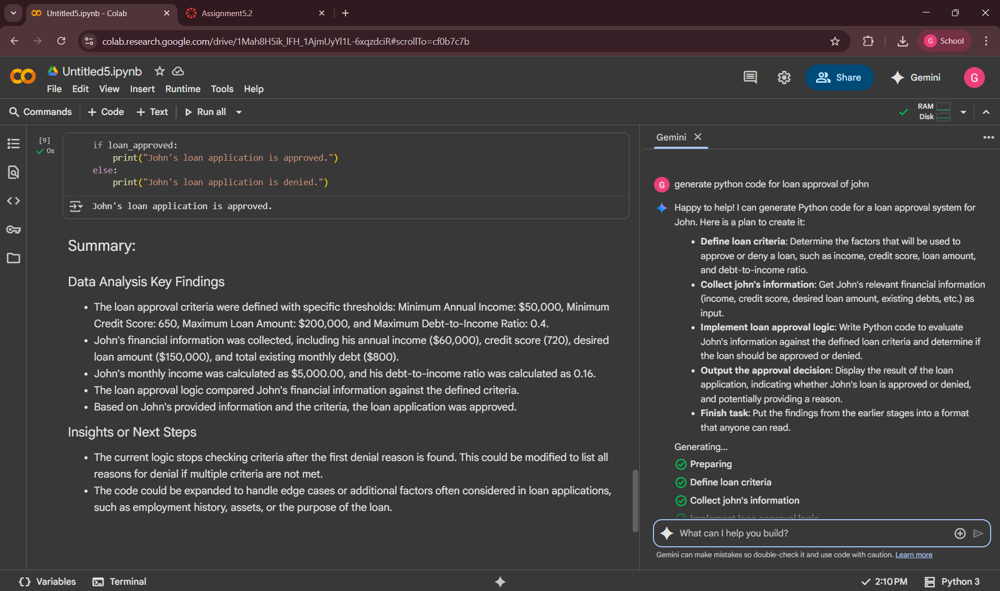 Untitled5.ipynb - Colab
Assignment5.2
colab.research.google.com/drive/1Mah8H5ik_lFH_1AjmUyYl1L-6xqzdciR#scrollTo=cf0b7c7b
G School
Untitled5.ipynb
File Edit View Insert Runtime Tools Help
Share
Gemini
G
Commands + Code + Text Run all
RAM
Disk
[9]
0s
if loan_approved:
print("John's loan application is approved.")
else:
print("John's loan application is denied.")
John's loan application is approved.
Summary:
Data Analysis Key Findings
• The loan approval criteria were defined with specific thresholds: Minimum Annual Income: $50,000, Minimum
Credit Score: 650, Maximum Loan Amount: $200,000, and Maximum Debt-to-Income Ratio: 0.4.
• John's financial information was collected, including his annual income ($60,000), credit score (720), desired
loan amount ($150,000), and total existing monthly debt ($800).
• John's monthly income was calculated as $5,000.00, and his debt-to-income ratio was calculated as 0.16.
• The loan approval logic compared John's financial information against the defined criteria.
• Based on John's provided information and the criteria, the loan application was approved.
Insights or Next Steps
• The current logic stops checking criteria after the first denial reason is found. This could be modified to list all
reasons for denial if multiple criteria are not met.
• The code could be expanded to handle edge cases or additional factors often considered in loan applications,
such as employment history, assets, or the purpose of the loan.
Gemini
G generate python code for loan approval of john
Happy to help! I can generate Python code for a loan approval system for
John. Here is a plan to create it:
• Define loan criteria: Determine the factors that will be used to
approve or deny a loan, such as income, credit score, loan amount,
and debt-to-income ratio.
• Collect john's information: Get John's relevant financial information
(income, credit score, desired loan amount, existing debts, etc.) as
input.
• Implement loan approval logic: Write Python code to evaluate
John's information against the defined loan criteria and determine if
the loan should be approved or denied.
• Output the approval decision: Display the result of the loan
application, indicating whether John's loan is approved or denied,
and potentially providing a reason.
• Finish task: Put the findings from the earlier stages into a format
that anyone can read.
Generating...
Preparing
Define loan criteria
Collect john's information
Implement loan approval logic
What can I help you build?
Gemini can make mistakes so double-check it and use code with caution. Learn more
Variables Terminal
2:10 PM Python 3